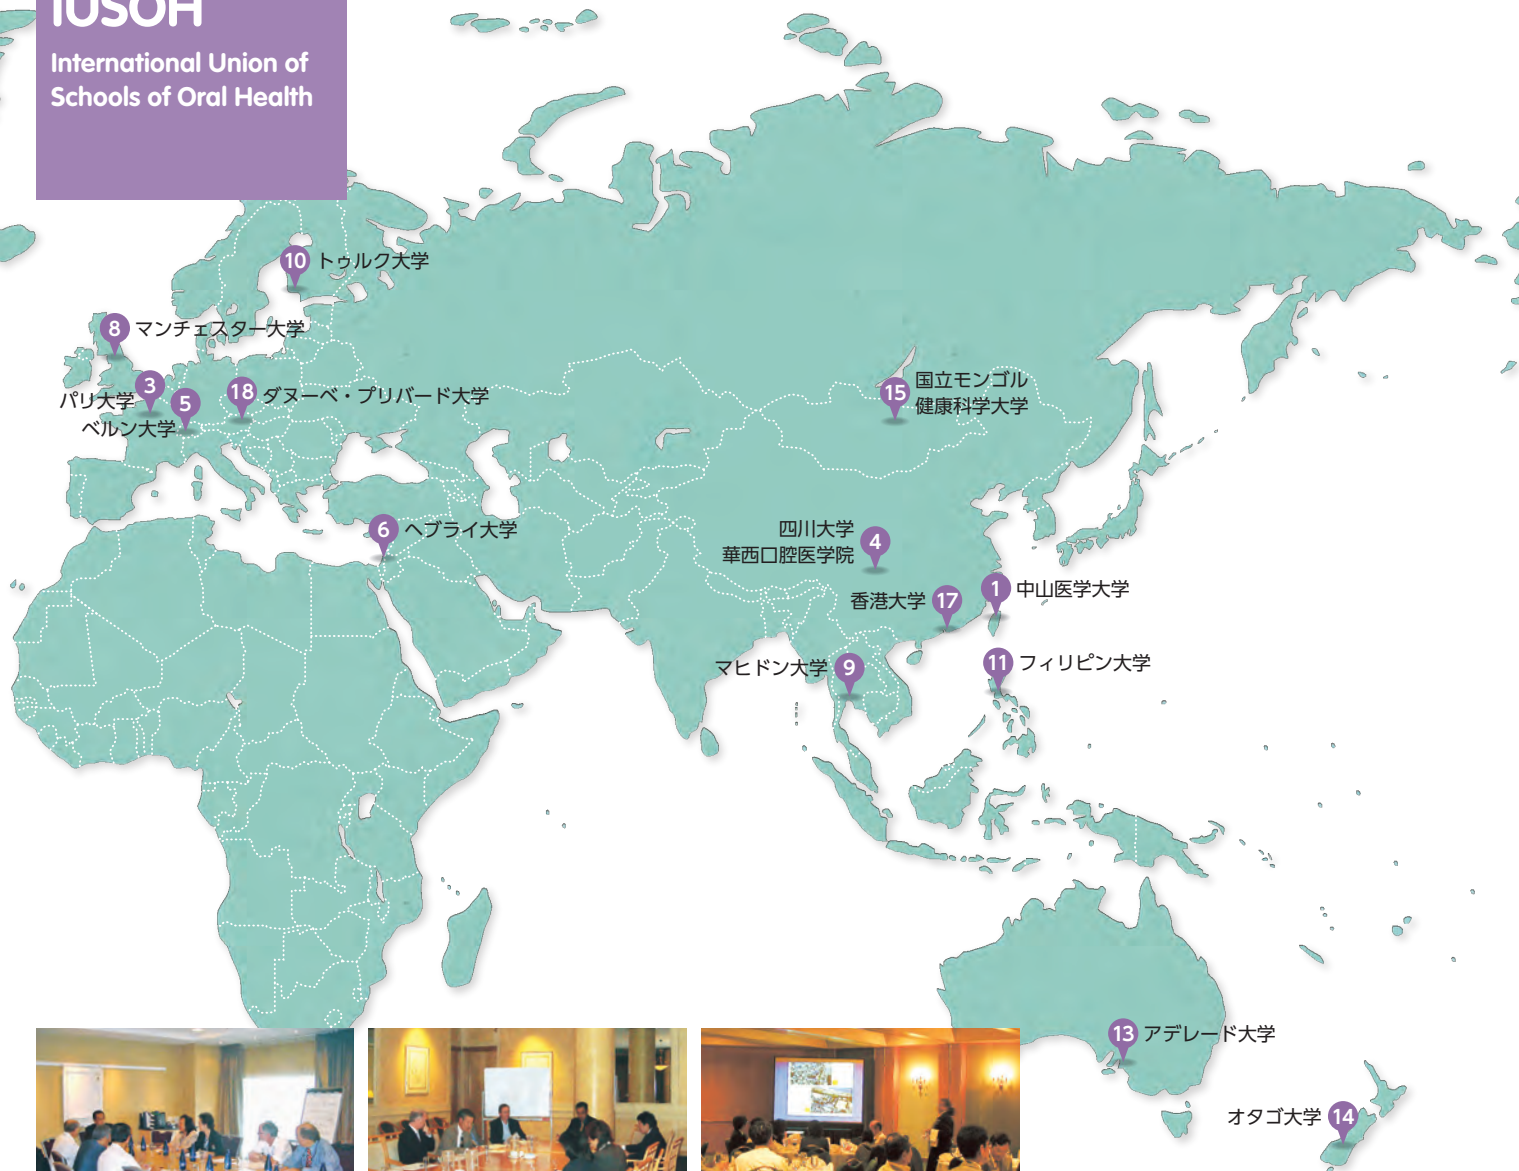 IUSOH
International Union of
Schools of Oral Health
10 トゥルク大学
8 マンチェスター大学
3
パリ大学
5
ベルン大学
18 ダヌーベ・プリバード大学
15 国立モンゴル
健康科学大学
6 ヘブライ大学
四川大学
華西口腔医学院 4
香港大学 17
1 中山医学大学
マヒドン大学 9
11 フィリピン大学
13 アデレード大学
オタゴ大学 14